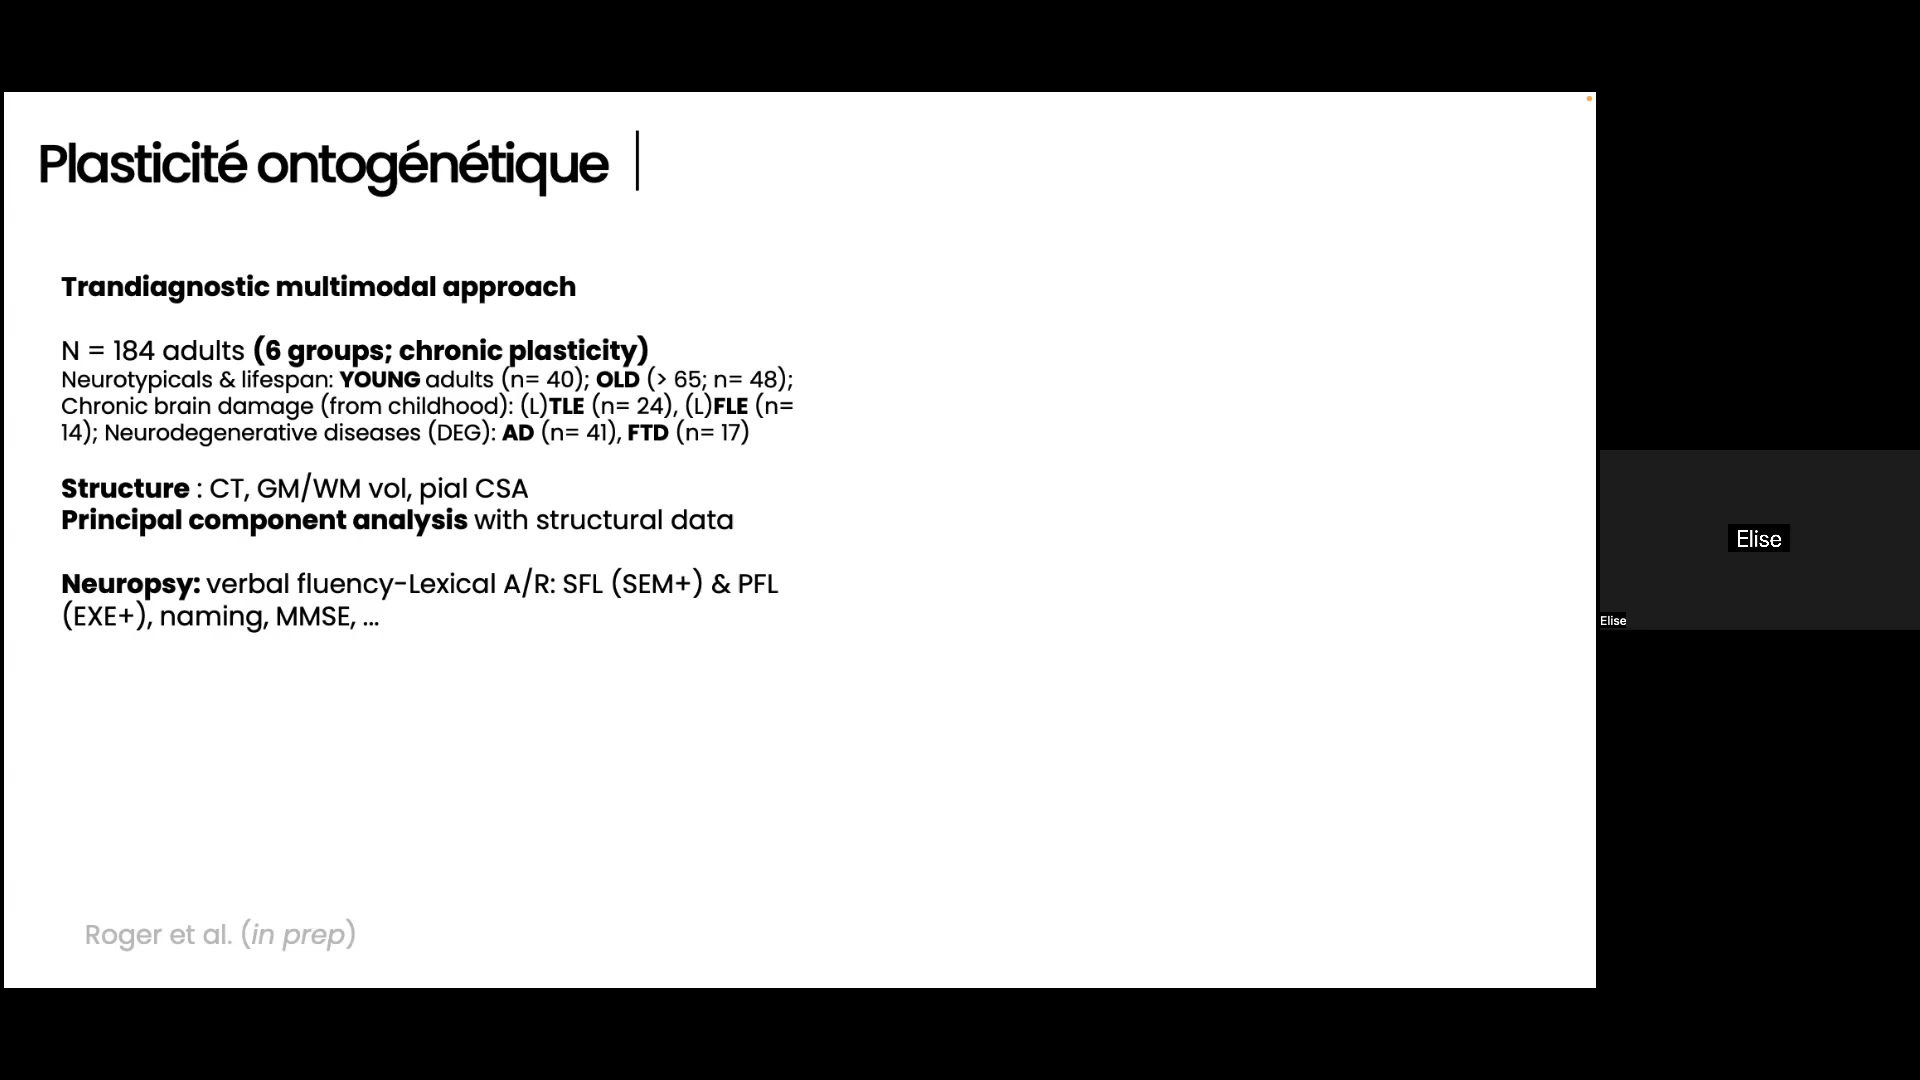 Plasticité ontogénétique
Trandiagnostic multimodal approach
N = 184 adults (6 groups; chronic plasticity)
Neurotypicals & lifespan: YOUNG adults (n= 40); OLD (> 65; n= 48);
Chronic brain damage (from childhood): (L)TLE (n= 24), (L)FLE (n=
14); Neurodegenerative diseases (DEG): AD (n= 41), FTD (n= 17)
Structure : CT, GM/WM vol, pial CSA
Principal component analysis with structural data
Neuropsy: verbal fluency-Lexical A/R: SFL (SEM+) & PFL
(EXE+), naming, MMSE, ...
Roger et al. (in prep)
Elise
Elise